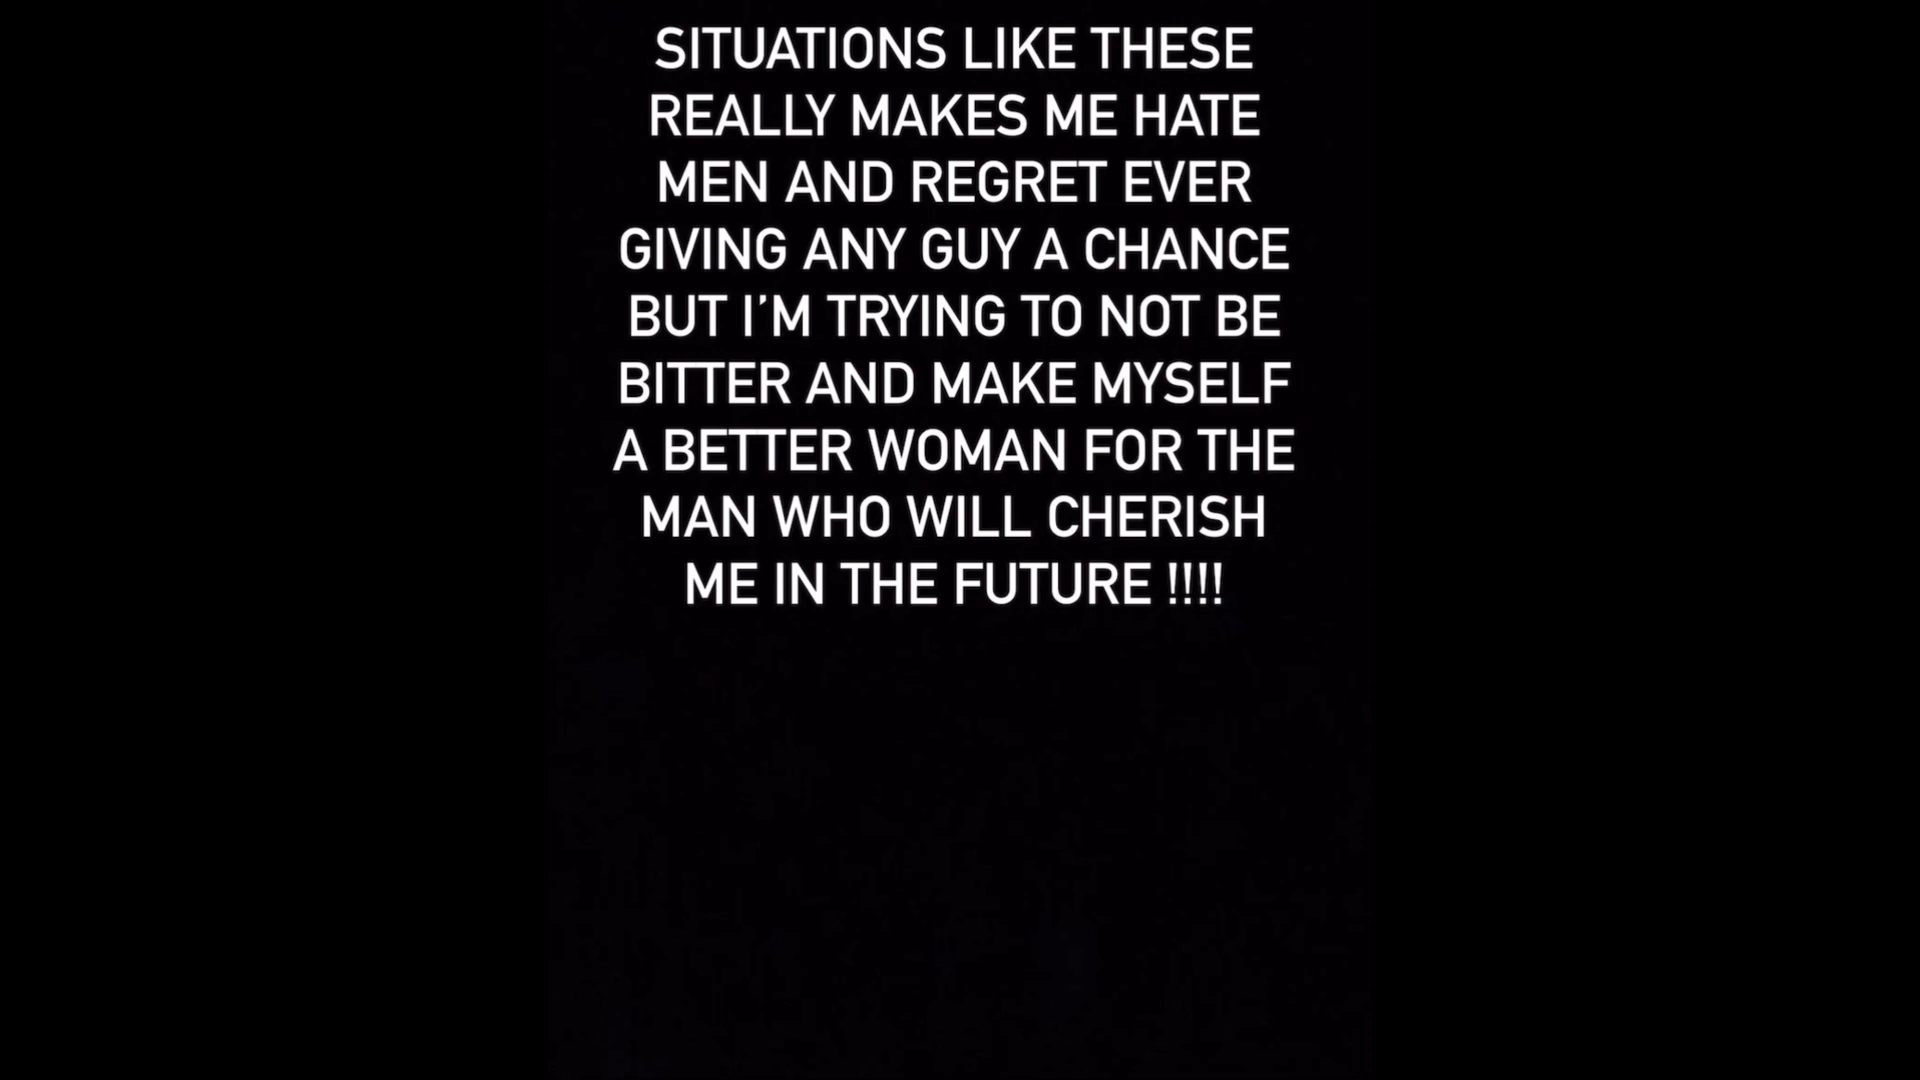 SITUATIONS LIKE THESE
REALLY MAKES ME HATE
MEN AND REGRET EVER
GIVING ANY GUY A CHANCE
BUT I’M TRYING TO NOT BE
BITTER AND MAKE MYSELF
A BETTER WOMAN FOR THE
MAN WHO WILL CHERISH
ME IN THE FUTURE !!!!